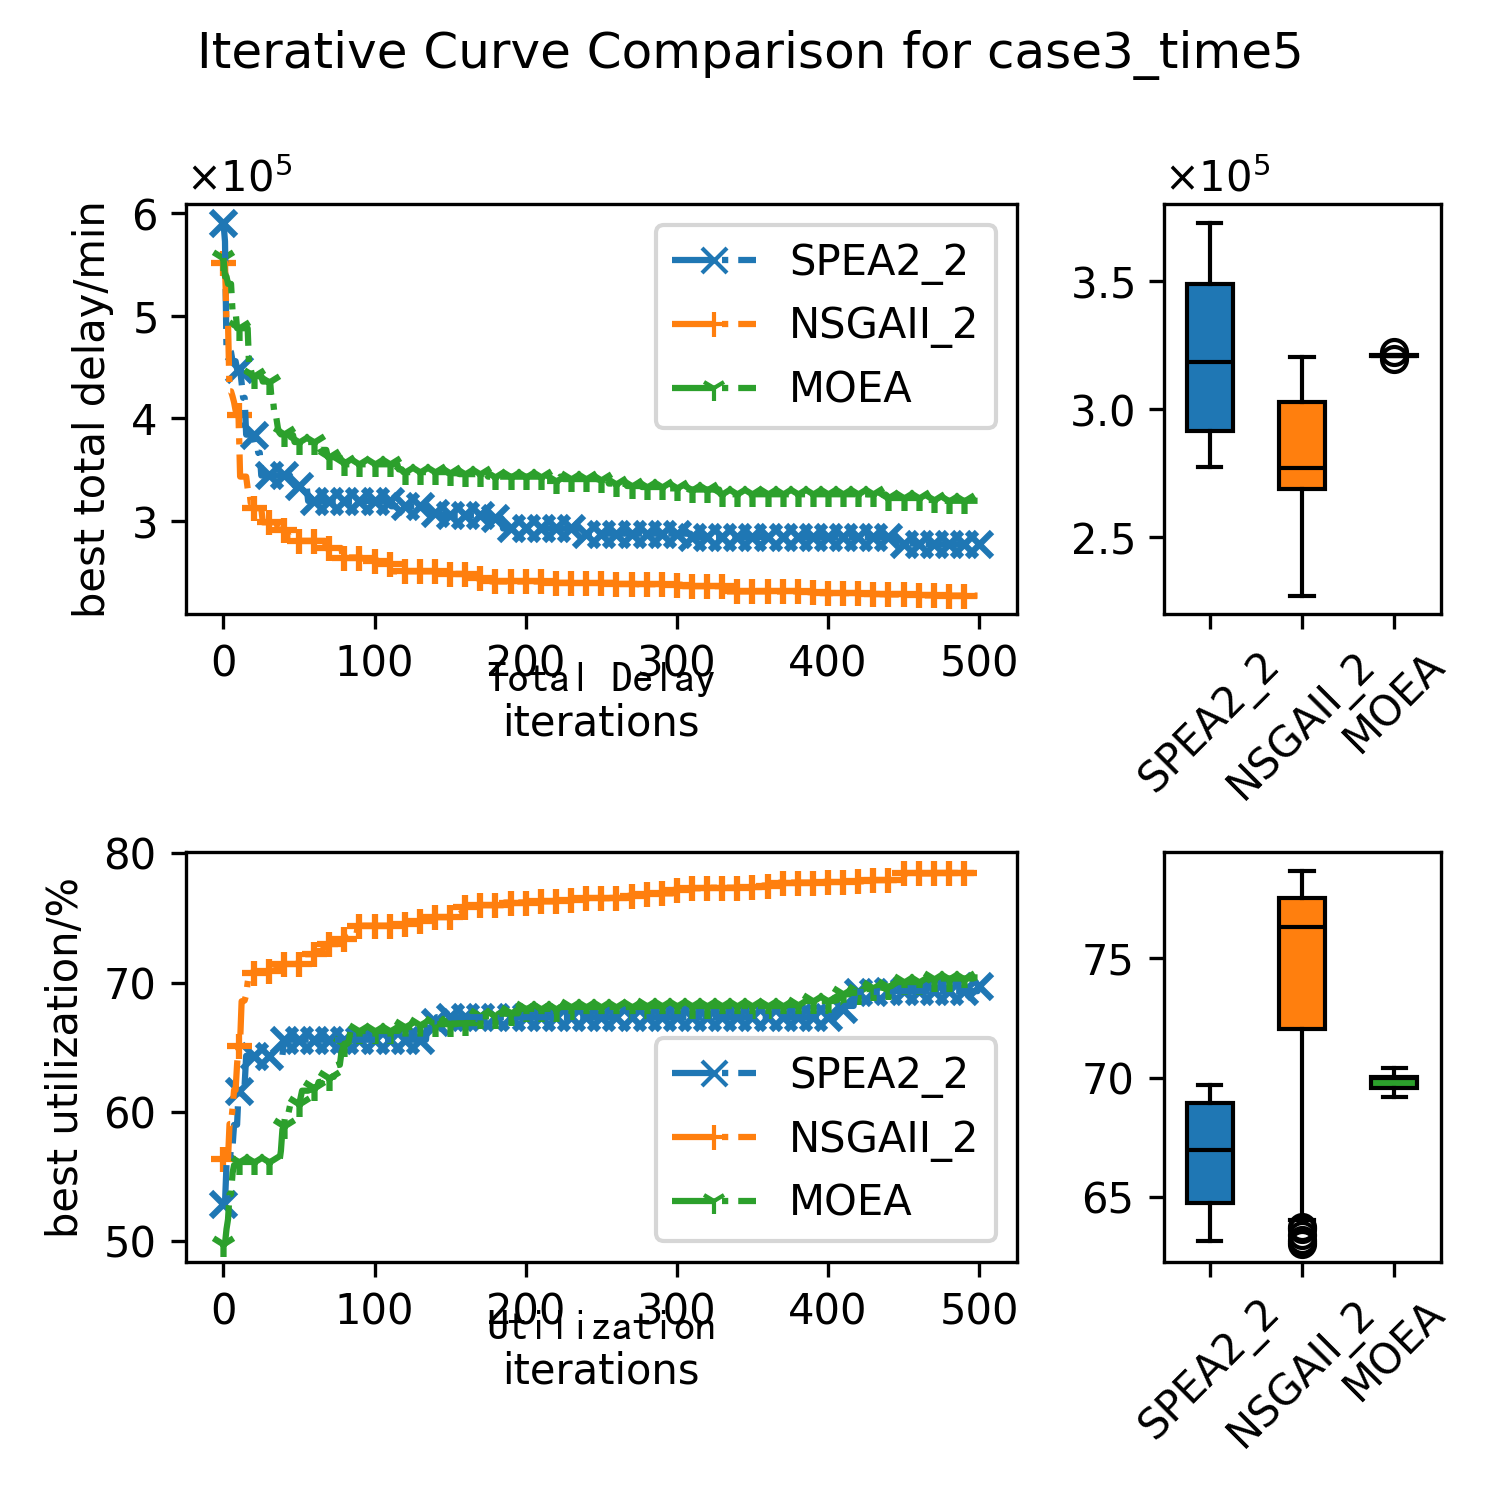 Iterative Curve Comparison for case3_time5
×10⁵
6
5
4
3
best total delay/min
SPEA2_2
NSGAII_2
MOEA
0 100 200 300 400 500
Total Delay
iterations
×10⁵
3.5
3.0
2.5
SPEA2_2
NSGAII_2
MOEA
80
70
60
50
best utilization/%
SPEA2_2
NSGAII_2
MOEA
0 100 200 300 400 500
Utilization
iterations
75
70
65
SPEA2_2
NSGAII_2
MOEA